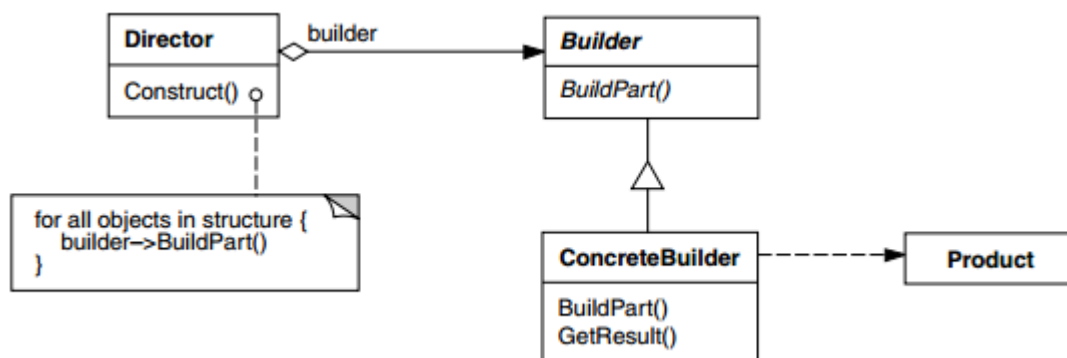 Director
builder
Builder
Construct()
BuildPart()
for all objects in structure {
builder–>BuildPart()
}
ConcreteBuilder
Product
BuildPart()
GetResult()